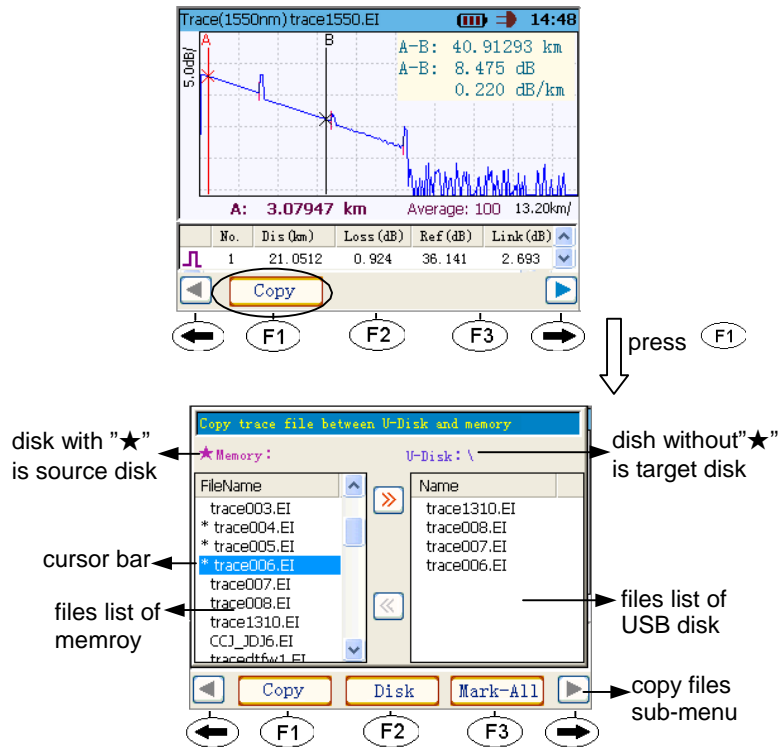 Trace(1550nm) trace1550.EI 14:48
5.0dB/
A B
A-B: 40.91293 km
A-B: 8.475 dB
0.220 dB/km
A: 3.07947 km Average: 100 13.20km/
No. Dis(km) Loss(dB) Ref(dB) Link(dB)
1 21.0512 0.924 36.141 2.693
Copy
F1 F2 F3
press F1
Copy trace file between U-Disk and memory
disk with "★"
is source disk
★Memory: U-Disk:\
dish without"★"
is target disk
FileName
trace003.EI
* trace004.EI
* trace005.EI
* trace006.EI
trace007.EI
trace008.EI
trace1310.EI
CCJ_JDJ6.EI
tracedtfw1.EI
Name
trace1310.EI
trace008.EI
trace007.EI
trace006.EI
cursor bar
files list of
memroy
files list of
USB disk
Copy Disk Mark-All
copy files
sub-menu
F1 F2 F3